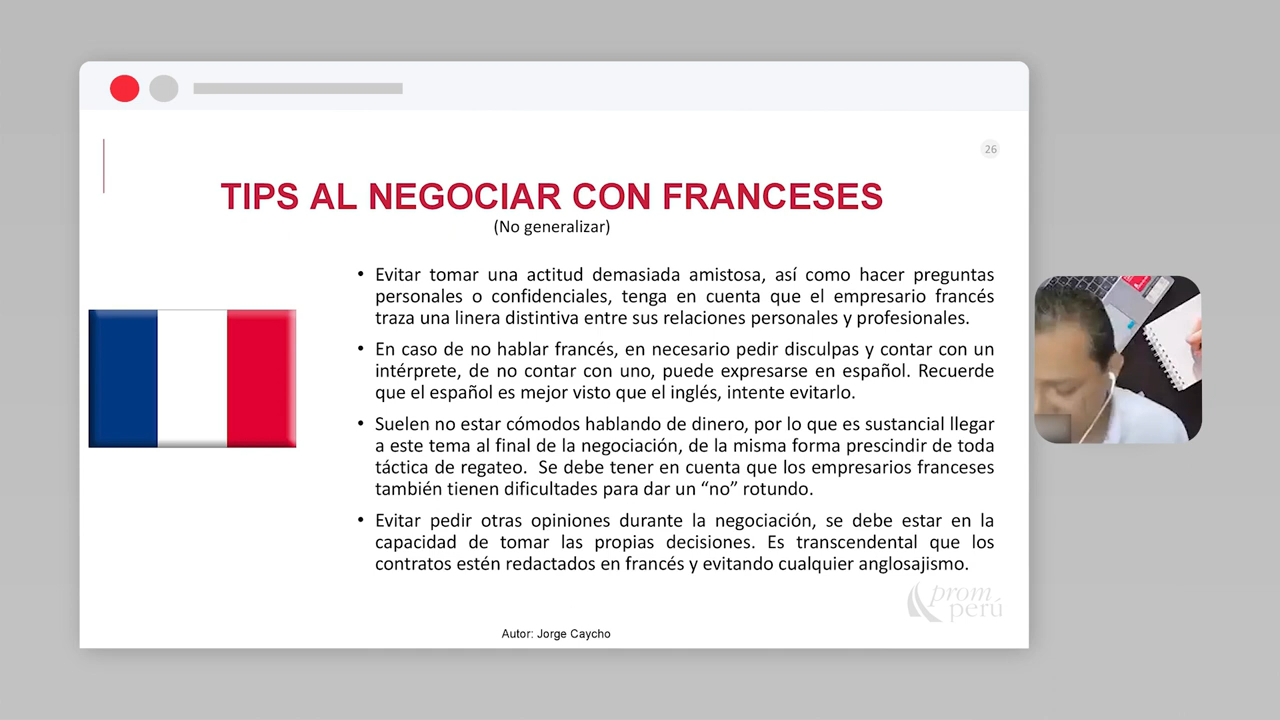 26
TIPS AL NEGOCIAR CON FRANCESES
(No generalizar)
• Evitar tomar una actitud demasiada amistosa, así como hacer preguntas
personales o confidenciales, tenga en cuenta que el empresario francés
traza una linera distintiva entre sus relaciones personales y profesionales.
• En caso de no hablar francés, en necesario pedir disculpas y contar con un
intérprete, de no contar con uno, puede expresarse en español. Recuerde
que el español es mejor visto que el inglés, intente evitarlo.
• Suelen no estar cómodos hablando de dinero, por lo que es sustancial llegar
a este tema al final de la negociación, de la misma forma prescindir de toda
táctica de regateo. Se debe tener en cuenta que los empresarios franceses
también tienen dificultades para dar un “no” rotundo.
• Evitar pedir otras opiniones durante la negociación, se debe estar en la
capacidad de tomar las propias decisiones. Es transcendental que los
contratos estén redactados en francés y evitando cualquier anglosajismo.
prom
perú
Autor: Jorge Caycho